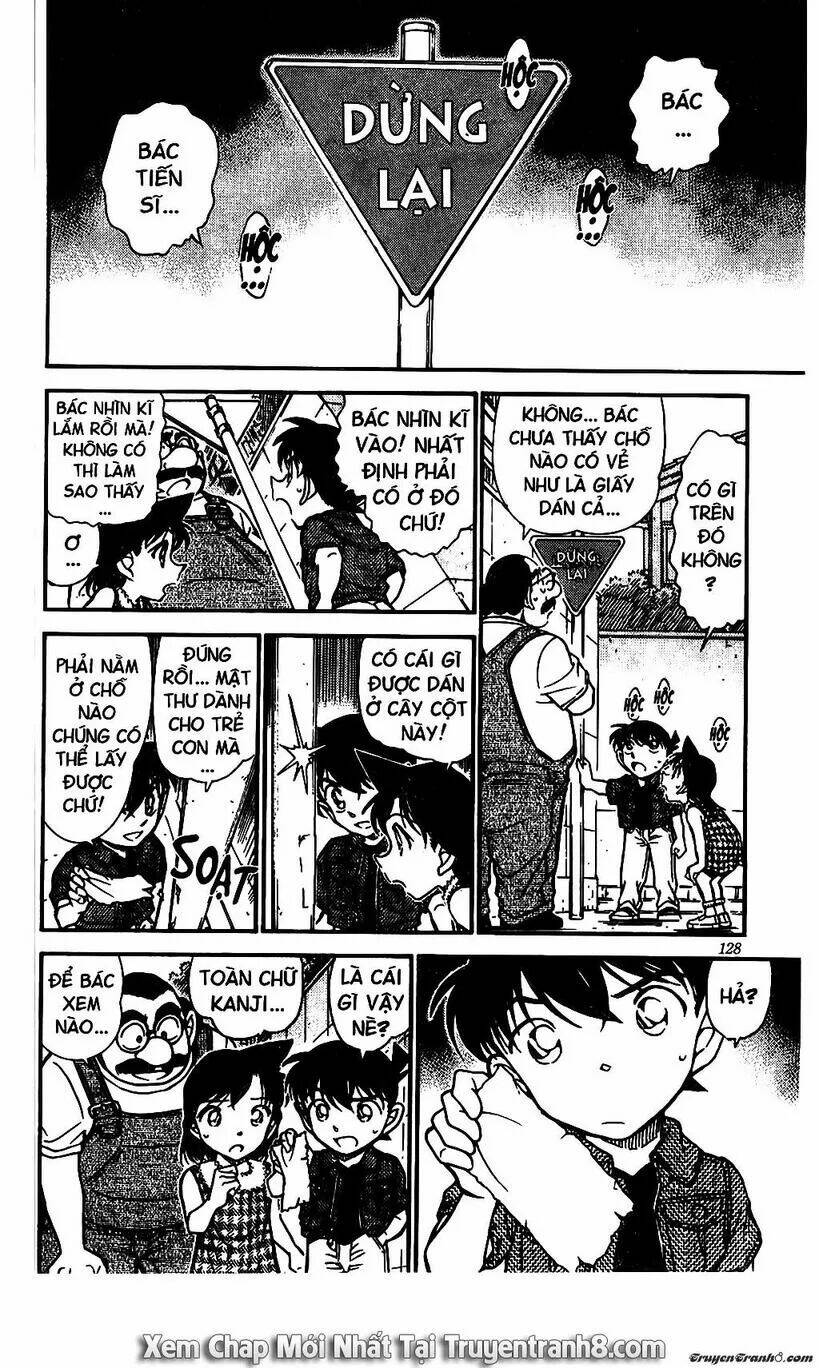 BÁC
...
HỘC
DỪNG
LẠI
BÁC
TIẾN
SĨ...
HỘC
...
HỘC
...
KHÔNG... BÁC
CHƯA THẤY CHỖ
NÀO CÓ VẺ
NHƯ LÀ GIẤY
DÁN CẢ...
CÓ GÌ
TRÊN
ĐÓ
KHÔNG
?
DỪNG
LẠI
HỘC
HỘC
HỘC
BÁC NHÌN KĨ
VÀO! NHẤT
ĐỊNH PHẢI
CÓ Ở ĐÓ
CHỨ!
BÁC NHÌN KĨ
LẮM RỒI MÀ!
KHÔNG CÓ
THÌ LÀM
SAO THẤY
...
Ơ
...
CÓ CÁI GÌ
ĐƯỢC DÁN
Ở CÂY CỘT
NÀY!
ĐÚNG
RỒI... MẬT
THƯ DÀNH
CHO TRẺ
CON MÀ
...
PHẢI NẰM
Ở CHỖ
NÀO
CHÚNG CÓ
THỂ LẤY
ĐƯỢC
CHỨ!
SOẠT
128
HẢ?
LÀ CÁI
GÌ VẬY
NÈ?
TOÀN CHỮ
KANJI...
ĐỂ BÁC
XEM
NÀO...
Xem Chap Mới Nhất Tại Truyentranh8.com
TruyenTranh8.com